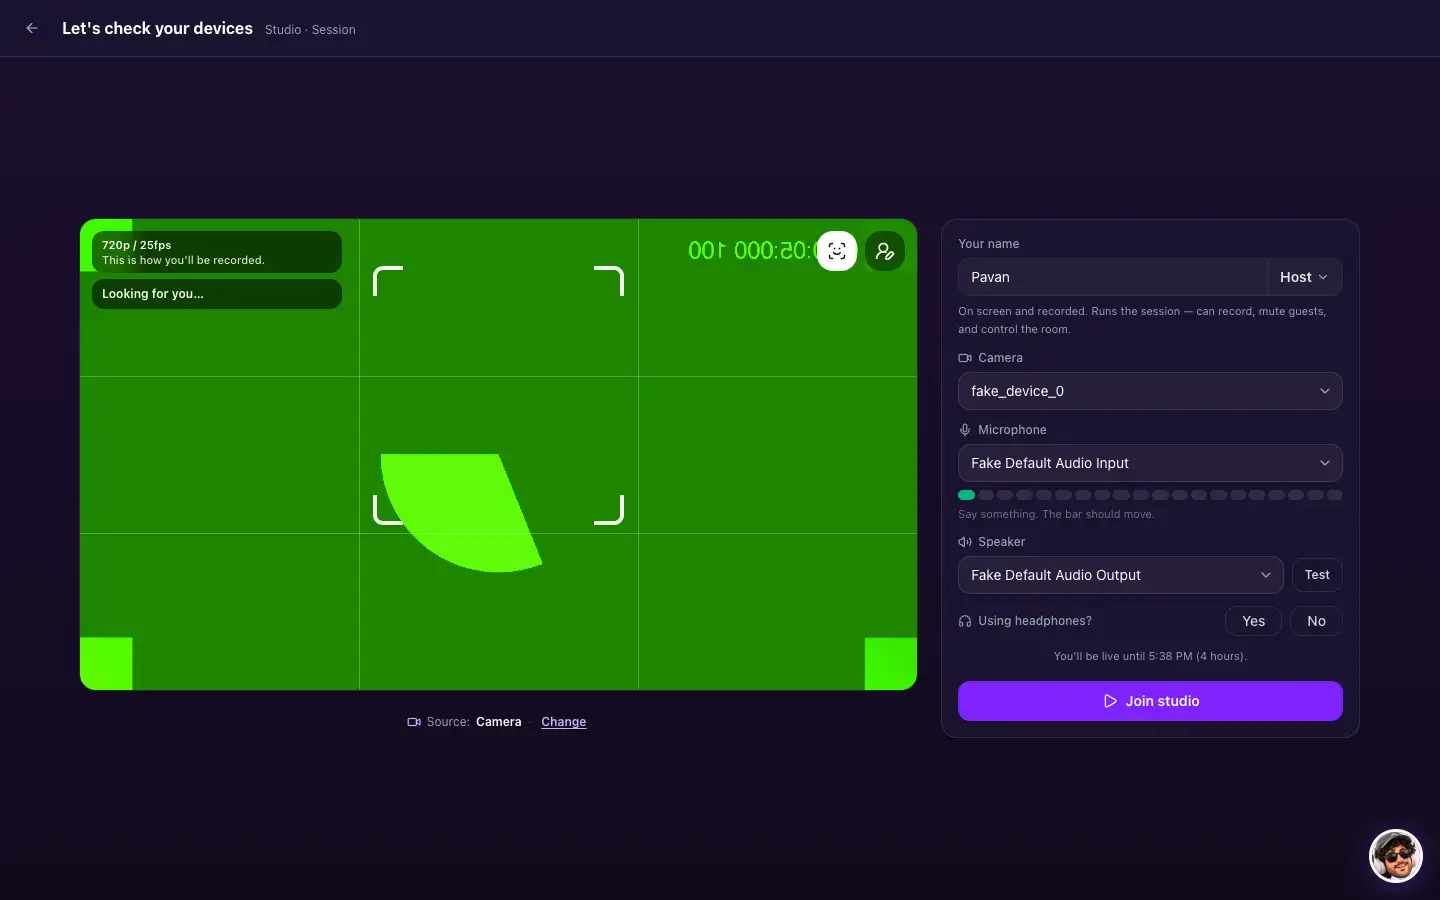 Let's check your devices Studio · Session
720p / 25fps
This is how you'll be recorded.
Looking for you...
:05:000 100
Your name
Pavan Host
On screen and recorded. Runs the session — can record, mute guests,
and control the room.
Camera
fake_device_0
Microphone
Fake Default Audio Input
Say something. The bar should move.
Speaker
Fake Default Audio Output Test
Using headphones? Yes No
You'll be live until 5:38 PM (4 hours).
Join studio
Source: Camera · Change